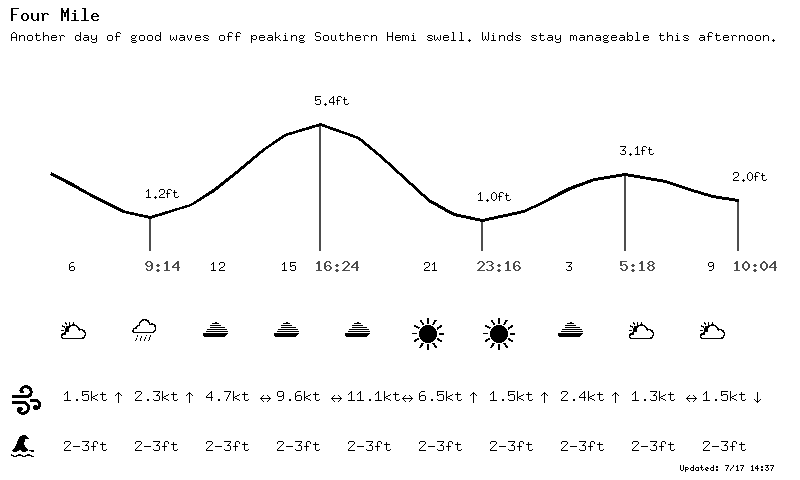 Four Mile
Another day of good waves off peaking Southern Hemi swell. Winds stay manageable this afternoon.
5.4ft
3.1ft
2.0ft
1.2ft
1.0ft
6 9:14 12 15 16:24 21 23:16 3 5:18 9 10:04
1.5kt ↑ 2.3kt ↑ 4.7kt ↔ 9.6kt ↔ 11.1kt↔ 6.5kt ↑ 1.5kt ↑ 2.4kt ↑ 1.3kt ↔ 1.5kt ↓
2-3ft 2-3ft 2-3ft 2-3ft 2-3ft 2-3ft 2-3ft 2-3ft 2-3ft 2-3ft
Updated: 7/17 14:37